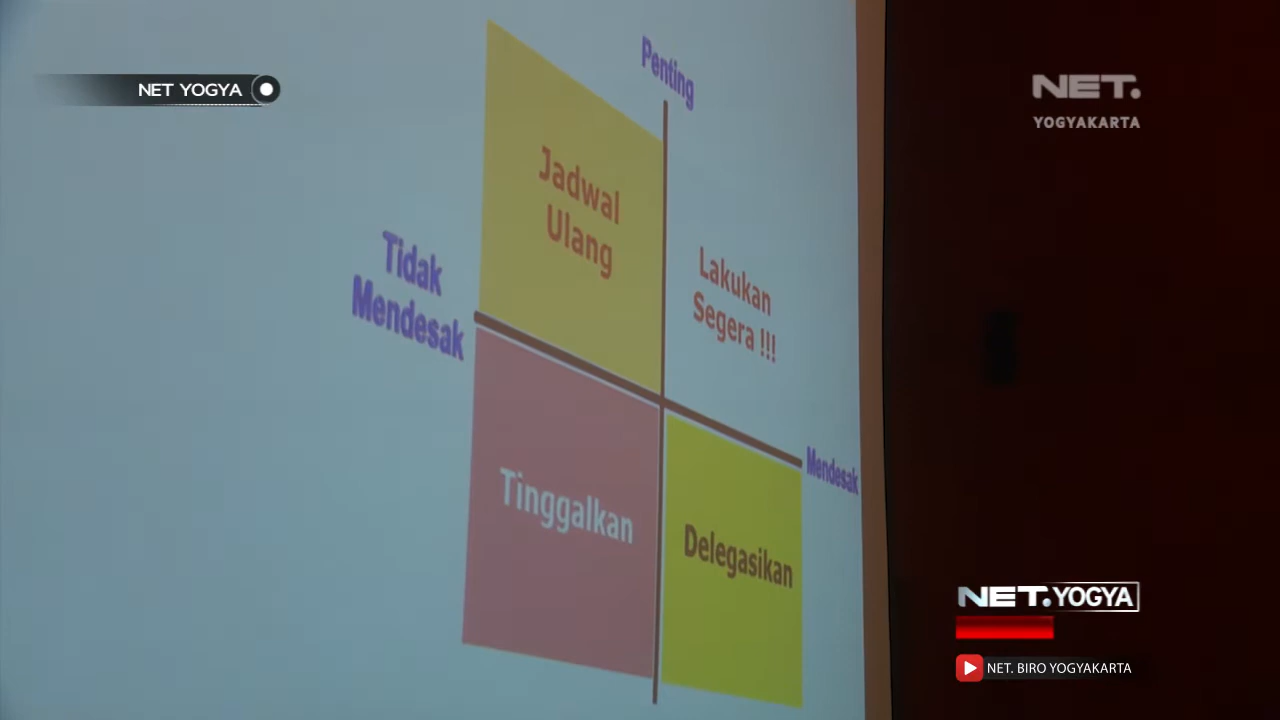 NET YOGYA
NET.
YOGYAKARTA
Penting
Jadwal
Ulang
Tidak
Mendesak
Lakukan
Segera !!!
Mendesak
Tinggalkan
Delegasikan
NET.YOGYA
NET. BIRO YOGYAKARTA